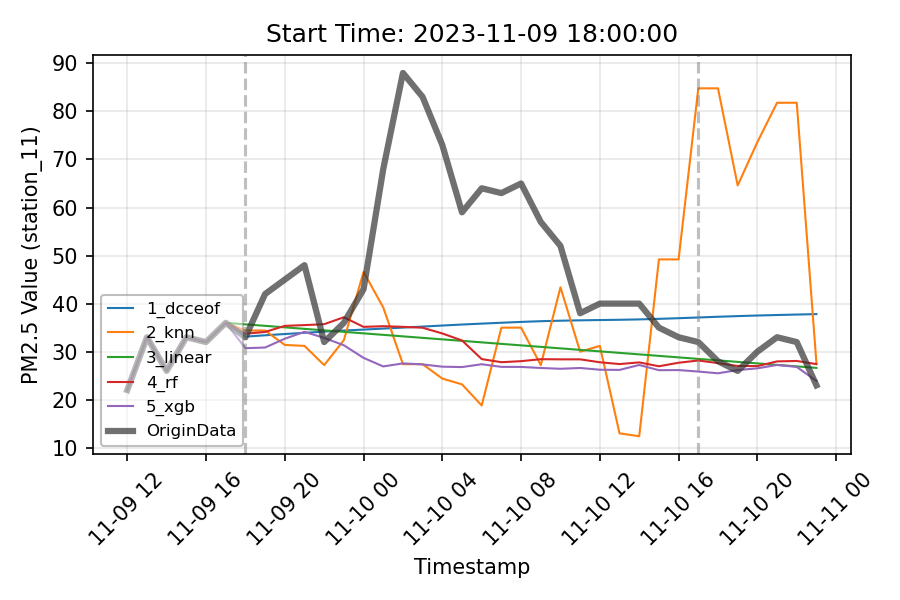 Start Time: 2023-11-09 18:00:00
PM2.5 Value (station_11)
90
80
70
60
50
40
30
20
10
1_dcceof
2_knn
3_linear
4_rf
5_xgb
OriginData
11-09 12
11-09 16
11-09 20
11-10 00
11-10 04
11-10 08
11-10 12
11-10 16
11-10 20
11-11 00
Timestamp